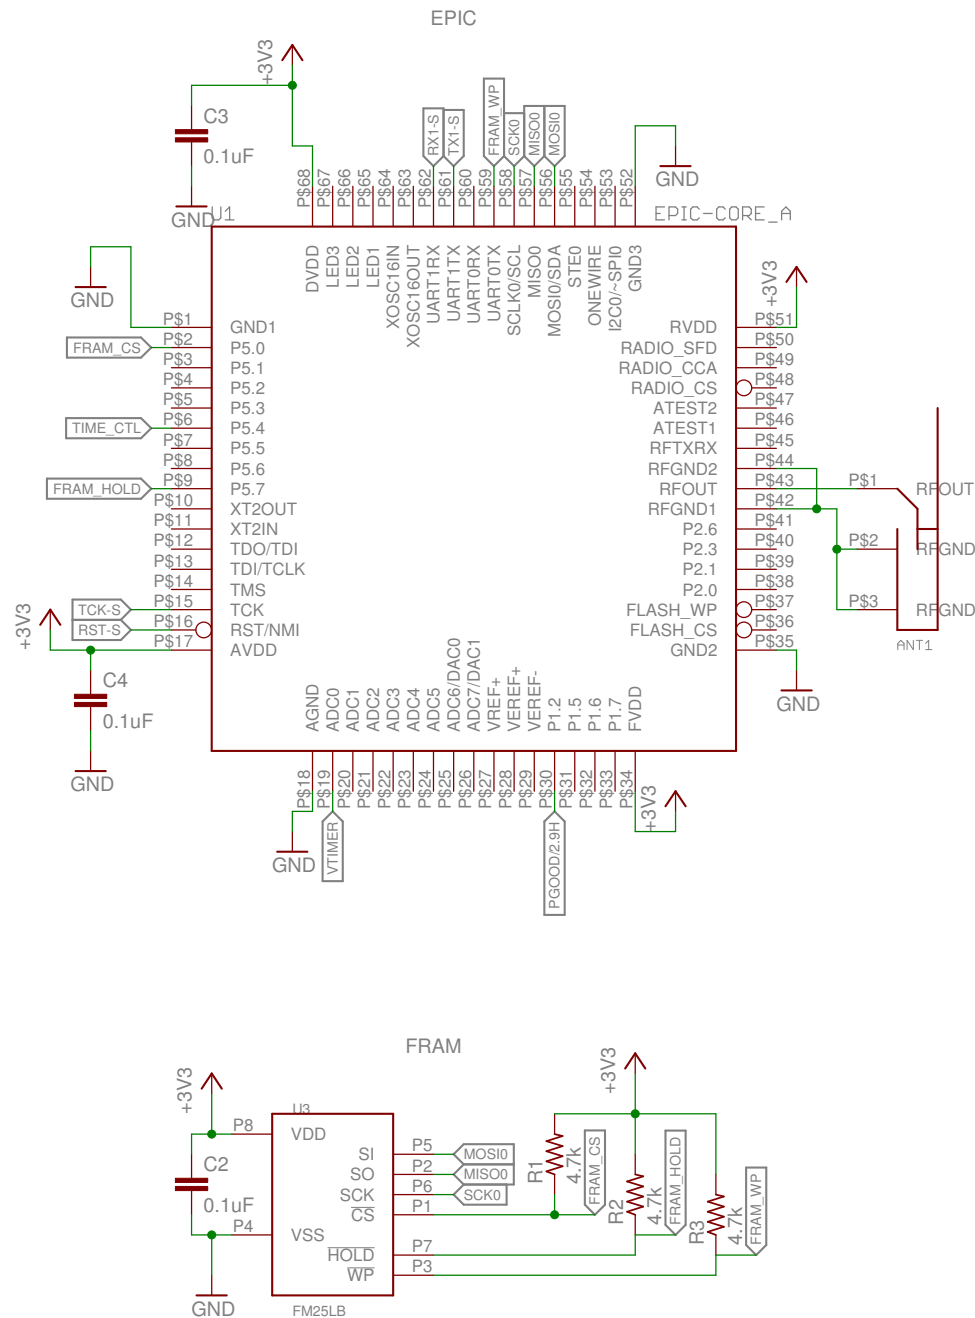 EPIC
+3V3
C3
0.1uF
GND
RX1-S
TX1-S
FRAM_WP
SCK0
MISO0
MOSI0
GND
P$68
P$67
P$66
P$65
P$64
P$63
P$62
P$61
P$60
P$59
P$58
P$57
P$56
P$55
P$54
P$53
P$52
U1
EPIC-CORE_A
DVDD
LED3
LED2
LED1
XOSC16IN
XOSC16OUT
UART1RX
UART1TX
UART0RX
UART0TX
SCLK0/SCL
MISO0
MOSI0/SDA
STE0
ONEWIRE
I2C0/~SPI0
GND3
GND
+3V3
P$1 GND1
FRAM_CS P$2 P5.0
P$3 P5.1
P$4 P5.2
P$5 P5.3
TIME_CTL P$6 P5.4
P$7 P5.5
P$8 P5.6
FRAM_HOLD P$9 P5.7
P$10 XT2OUT
P$11 XT2IN
P$12 TDO/TDI
P$13 TDI/TCLK
P$14 TMS
TCK-S P$15 TCK
RST-S P$16 RST/NMI
P$17 AVDD
+3V3
C4
0.1uF
GND
RVDD P$51
RADIO_SFD P$50
RADIO_CCA P$49
RADIO_CS P$48
ATEST2 P$47
ATEST1 P$46
RFTXRX P$45
RFGND2 P$44
RFOUT P$43
RFGND1 P$42
P2.6 P$41
P2.3 P$40
P2.1 P$39
P2.0 P$38
FLASH_WP P$37
FLASH_CS P$36
GND2 P$35
P$1 RFOUT
P$2 RFGND
P$3 RFGND
ANT1
GND
AGND
ADC0
ADC1
ADC2
ADC3
ADC4
ADC5
ADC6/DAC0
ADC7/DAC1
VREF+
VEREF+
VEREF-
P1.2
P1.5
P1.6
P1.7
FVDD
P$18
P$19
P$20
P$21
P$22
P$23
P$24
P$25
P$26
P$27
P$28
P$29
P$30
P$31
P$32
P$33
P$34
+3V3
GND
VTIMER
PGOOD/2.9H
FRAM
+3V3
+3V3
U3
P8 VDD
C2
0.1uF
P4 VSS
GND
SI P5 MOSI0
SO P2 MISO0
SCK P6 SCK0
CS P1
HOLD P7
WP P3
FM25LB
R1
4.7k
FRAM_CS
R2
4.7k
FRAM_HOLD
R3
4.7k
FRAM_WP